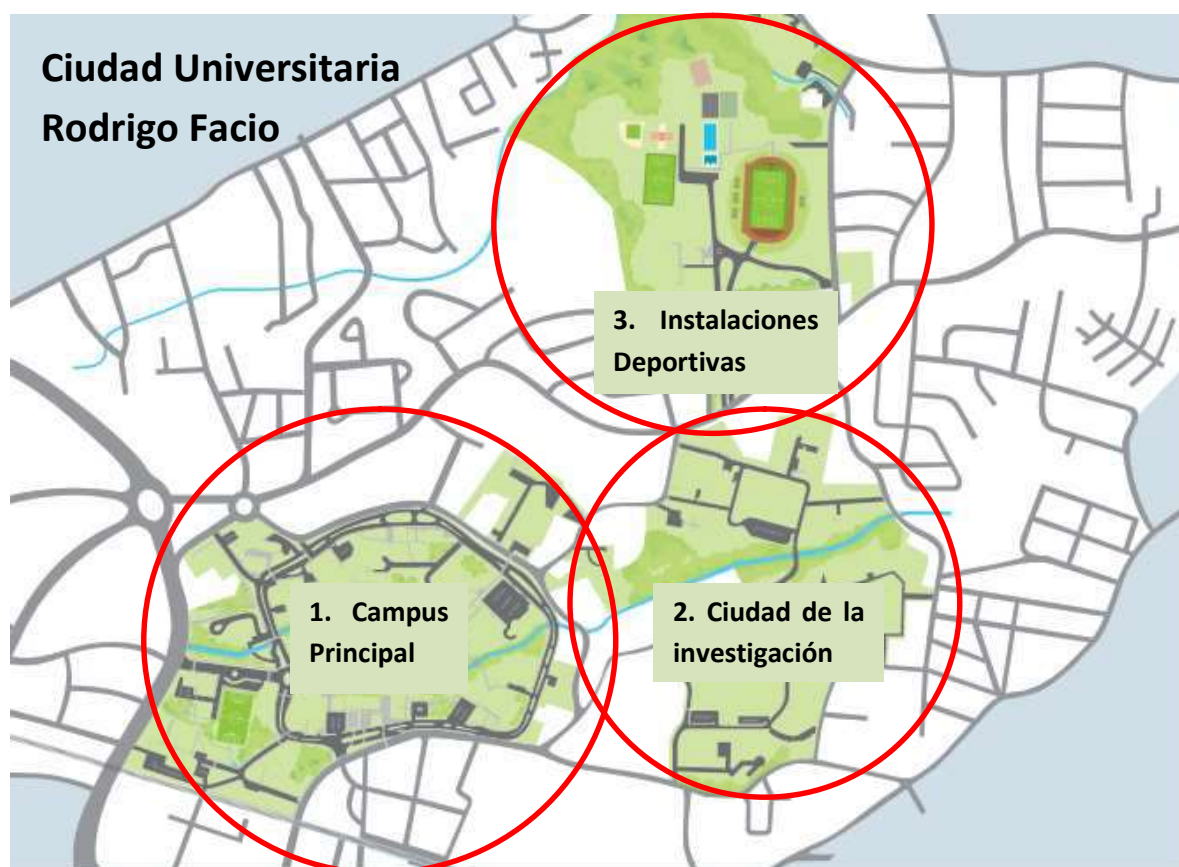 Ciudad Universitaria
Rodrigo Facio
3. Instalaciones
Deportivas
1. Campus
Principal
2. Ciudad de la
investigación